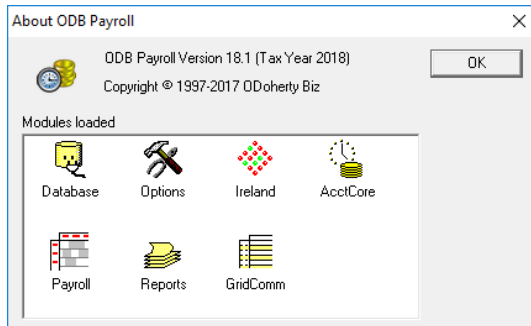 About ODB Payroll
ODB Payroll Version 18.1 (Tax Year 2018)
OK
Copyright © 1997-2017 ODoherty Biz
Modules loaded
Database Options Ireland AcctCore
Payroll Reports GridComm